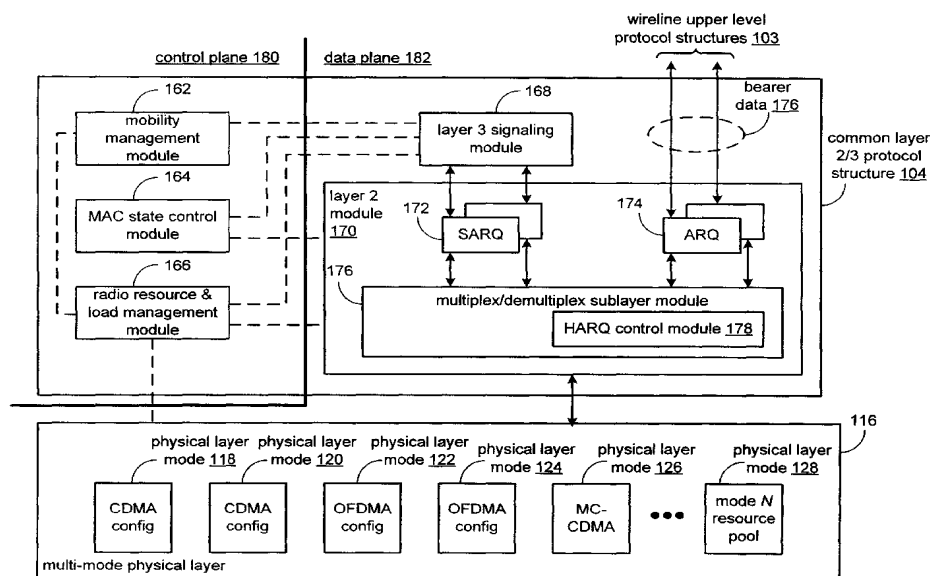 wireline upper level
protocol structures 103
control plane 180
data plane 182
162
mobility
management
module
168
layer 3 signaling
module
bearer
data 176
common layer
2/3 protocol
structure 104
164
MAC state control
module
layer 2
module
170
172
SARQ
174
ARQ
166
radio resource &
load management
module
176
multiplex/demultiplex sublayer module
HARQ control module 178
116
physical layer
mode 118
physical layer
mode 120
physical layer
mode 122
physical layer
mode 124
physical layer
mode 126
physical layer
mode 128
CDMA
config
CDMA
config
OFDMA
config
OFDMA
config
MC-
CDMA
mode N
resource
pool
multi-mode physical layer